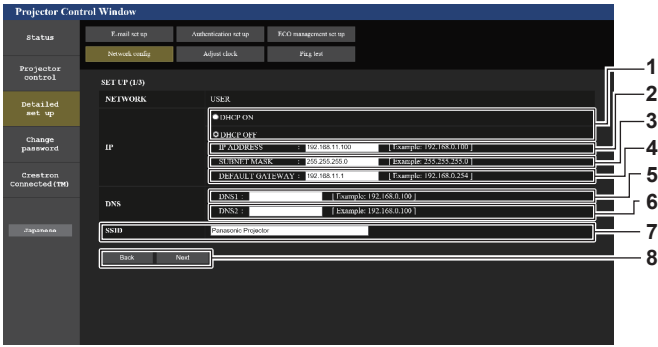 Projector Control Window
Status
E-mail set up Authentication set up ECO management set up
Network config Adjust clock Ping test
Projector
control
SET UP (1/3)
Detailed
set up
NETWORK USER
IP
DHCP ON
DHCP OFF
IP ADDRESS : 192.168.11.100 [ Example: 192.168.0.100 ]
SUBNET MASK : 255.255.255.0 [ Example: 255.255.255.0 ]
DEFAULT GATEWAY : 192.168.11.1 [ Example: 192.168.0.254 ]
Change
password
Crestron
Connected(TM)
DNS
DNS1 : [ Example: 192.168.0.100 ]
DNS2 : [ Example: 192.168.0.100 ]
Japanese
SSID Panasonic Projector
Back Next
1
2
3
4
5
6
7
8